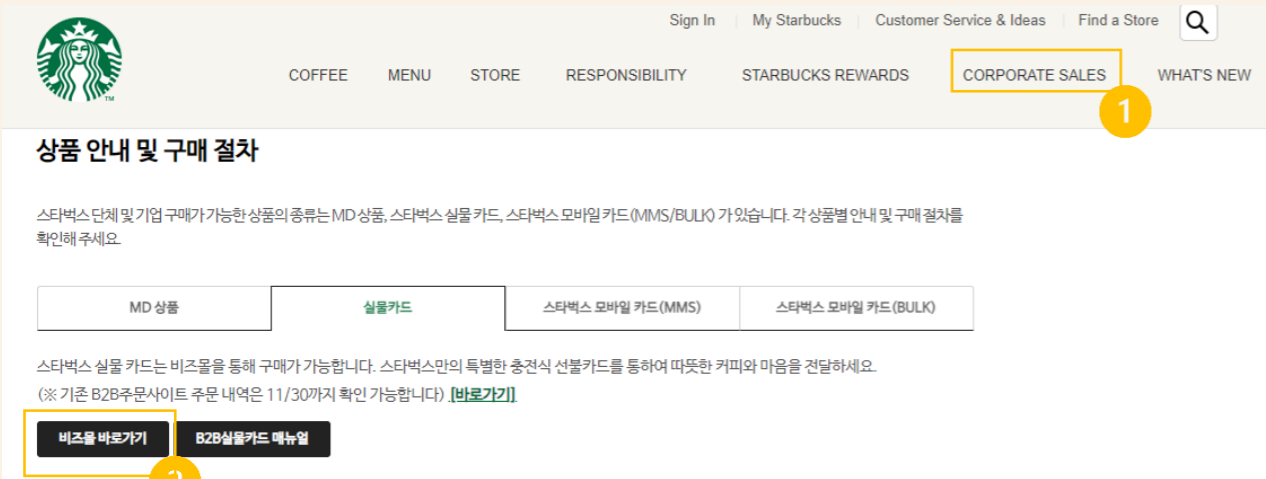 Sign In My Starbucks Customer Service & Ideas Find a Store
COFFEE MENU STORE RESPONSIBILITY STARBUCKS REWARDS CORPORATE SALES WHAT'S NEW
TM
1
상품 안내 및 구매 절차
스타벅스 단체 및 기업 구매가 가능한 상품의 종류는 MD 상품, 스타벅스 실물 카드, 스타벅스 모바일 카드(MMS/BULK) 가 있습니다. 각 상품별 안내 및 구매 절차를
확인해 주세요.
MD 상품 실물카드 스타벅스 모바일 카드(MMS) 스타벅스 모바일 카드(BULK)
스타벅스 실물 카드는 비즈몰을 통해 구매가 가능합니다. 스타벅스만의 특별한 충전식 선불카드를 통하여 따뜻한 커피와 마음을 전달하세요.
(※ 기존 B2B주문사이트 주문 내역은 11/30까지 확인 가능합니다) [바로가기]
비즈몰 바로가기 B2B실물카드 매뉴얼